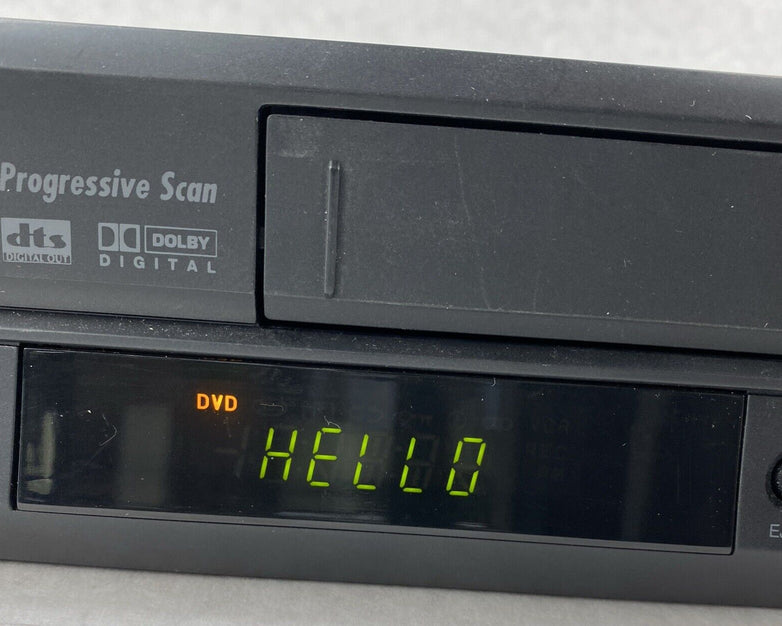 Progressive Scan
dts
DIGITAL OUT
DOLBY
DIGITAL
DVD
HELLO